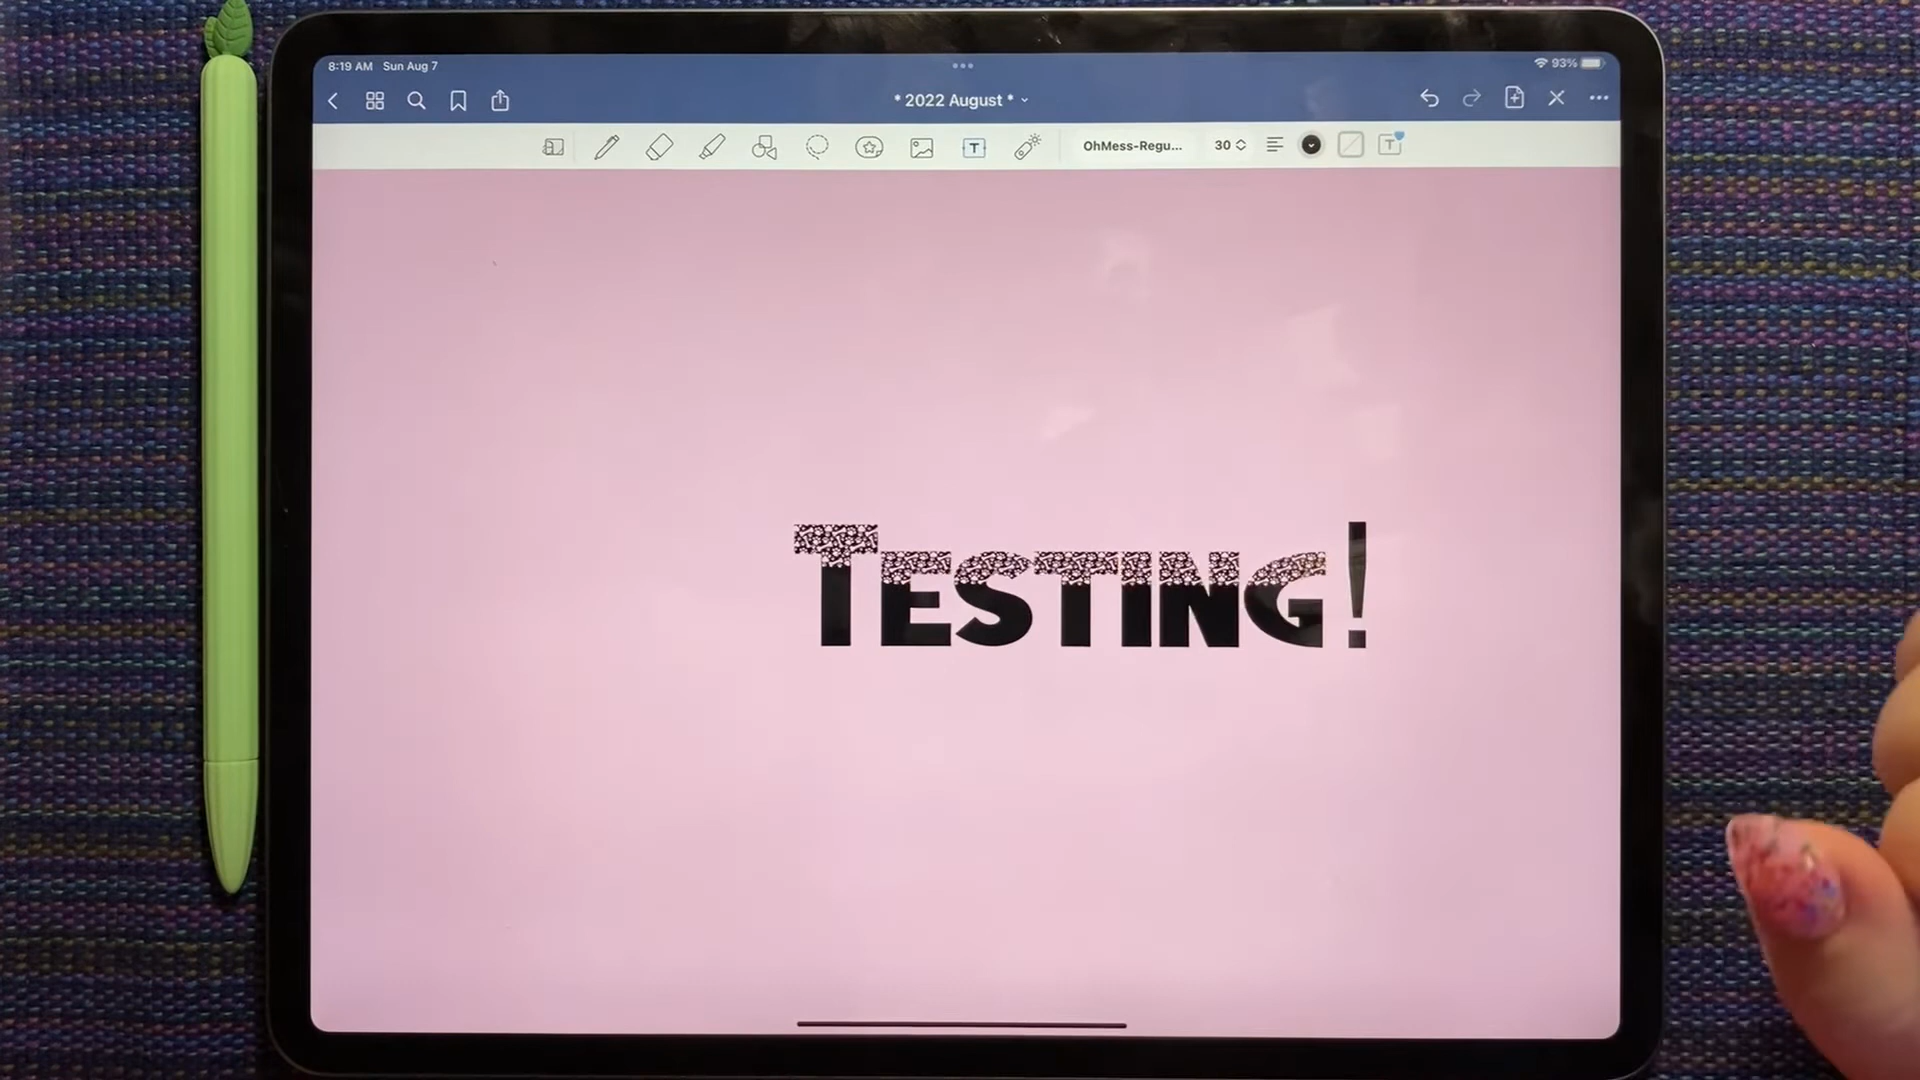 8:19 AM Sun Aug 7
93%
* 2022 August *
T
OhMess-Regu...
30
T
TESTING!